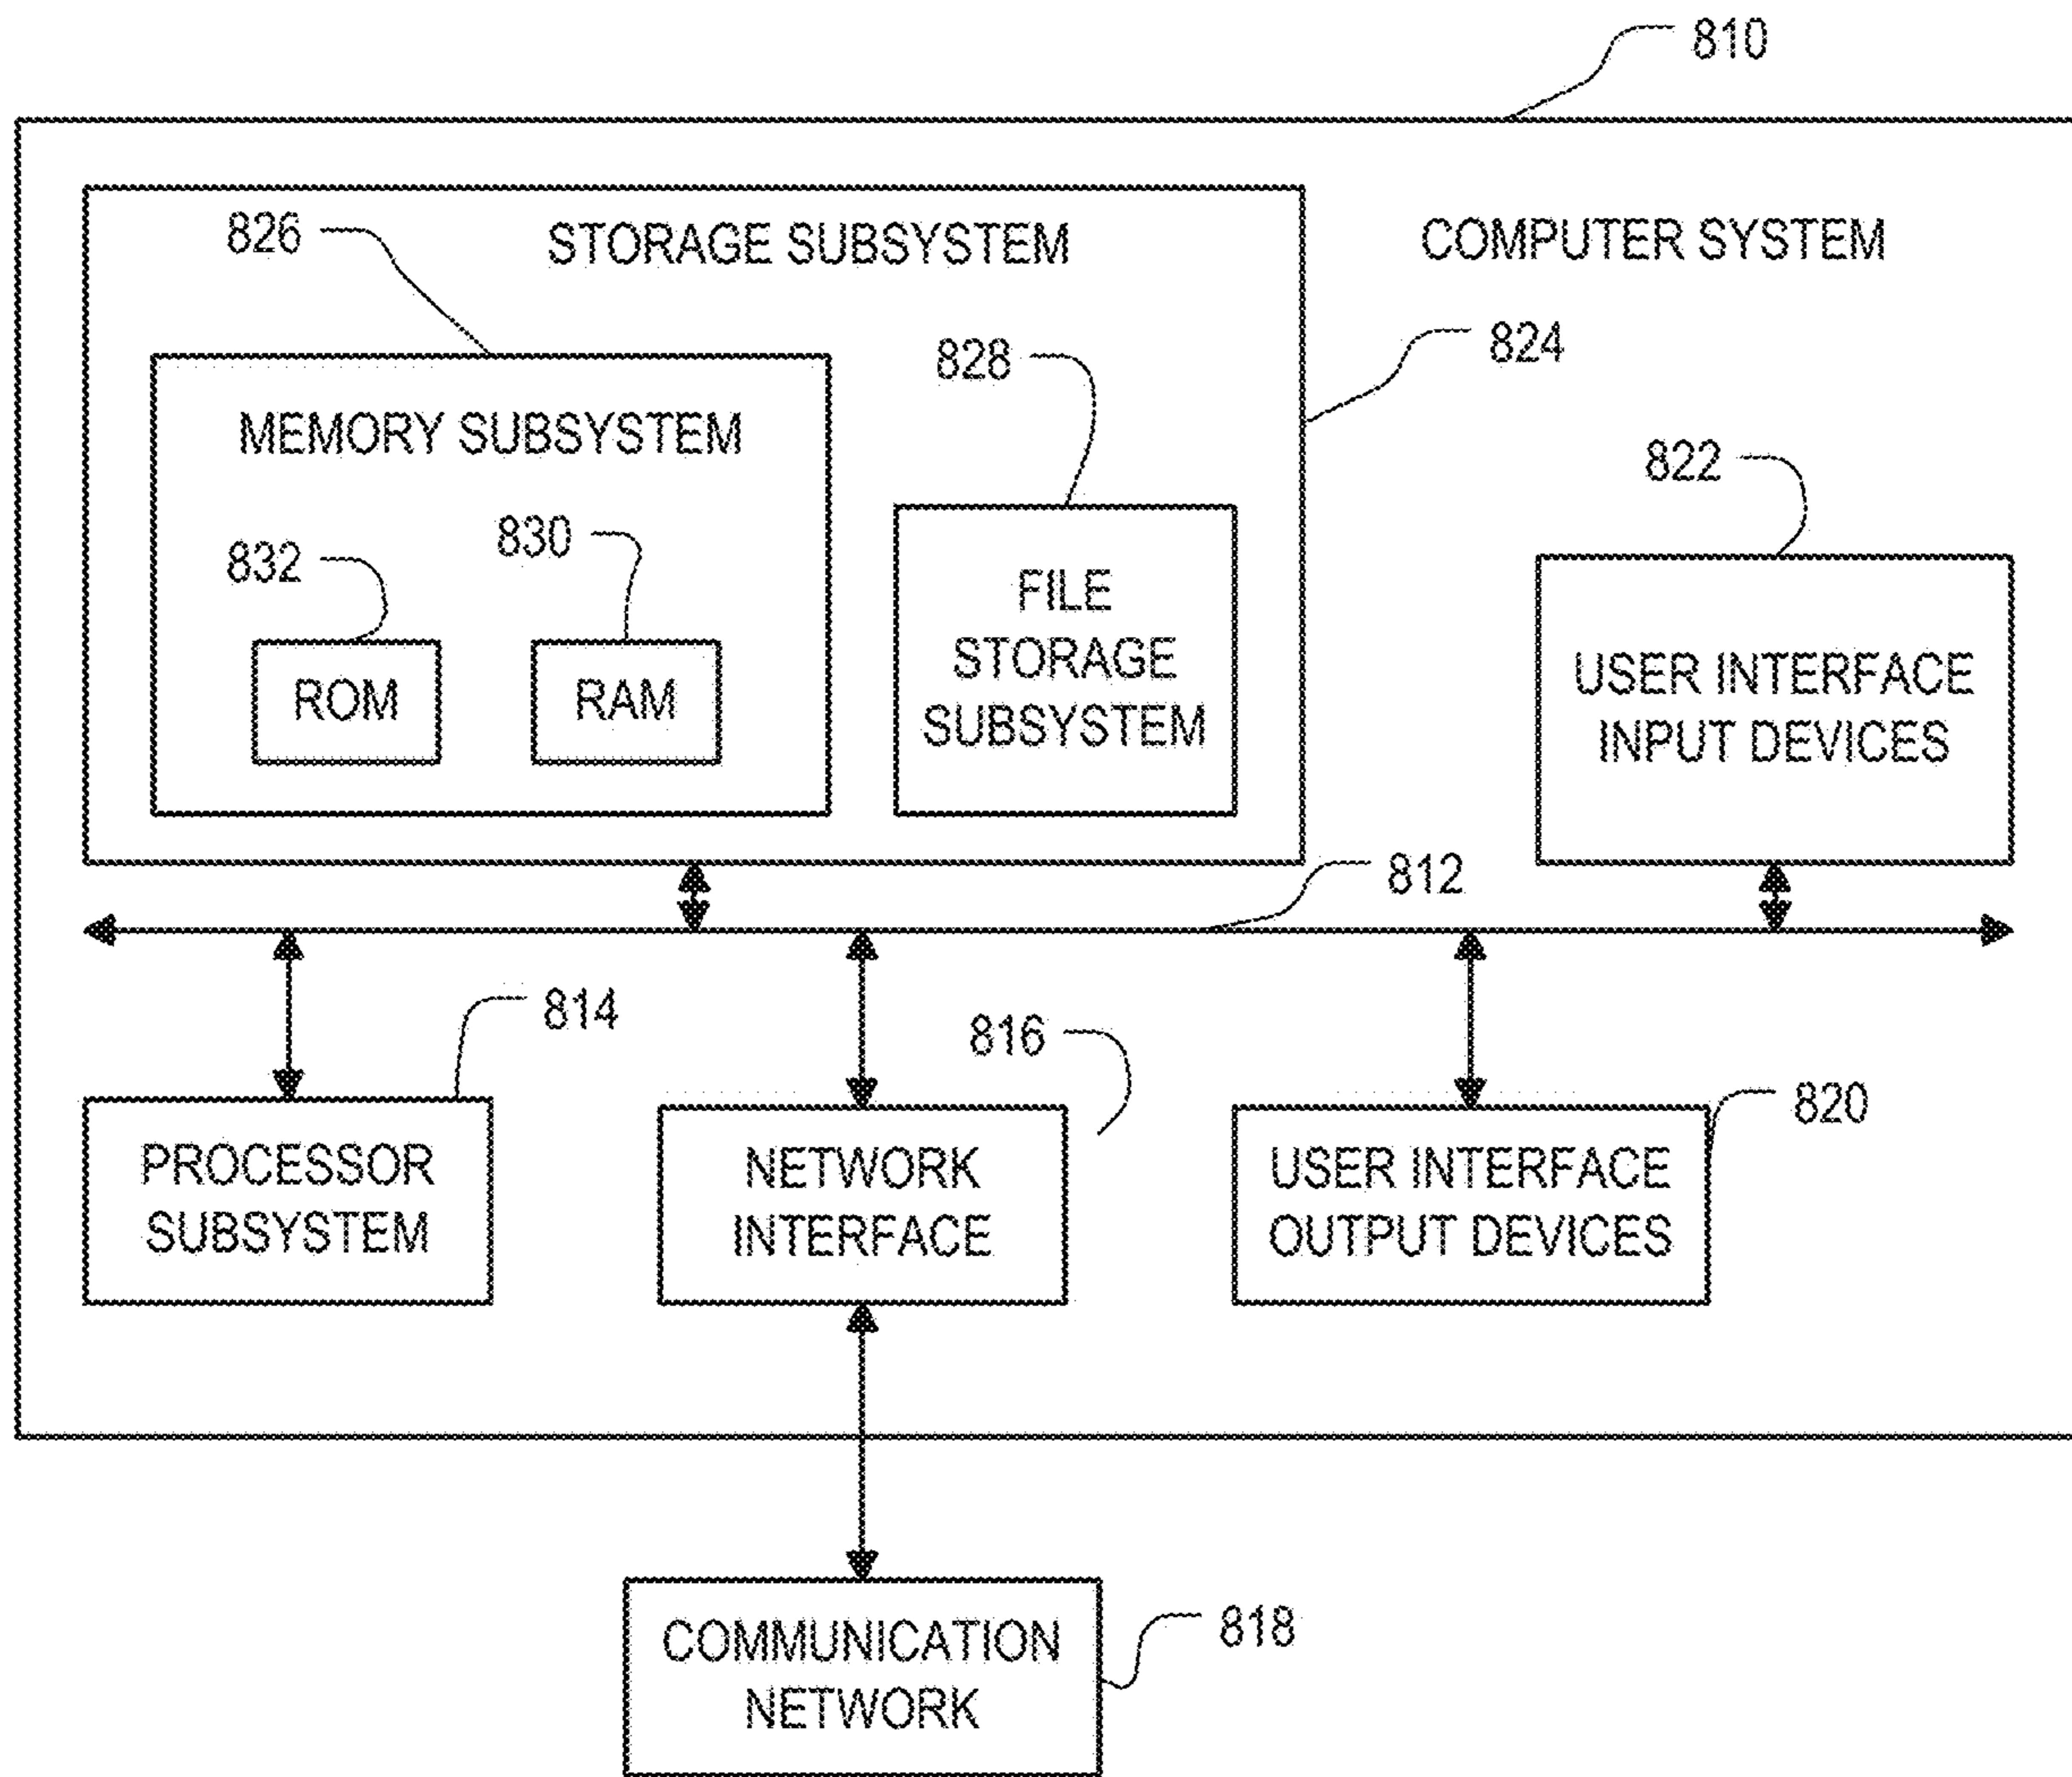 810
826
STORAGE SUBSYSTEM
COMPUTER SYSTEM
824
828
MEMORY SUBSYSTEM
822
832
830
FILE
STORAGE
SUBSYSTEM
ROM
RAM
USER INTERFACE
INPUT DEVICES
812
814
816
820
PROCESSOR
SUBSYSTEM
NETWORK
INTERFACE
USER INTERFACE
OUTPUT DEVICES
818
COMMUNICATION
NETWORK